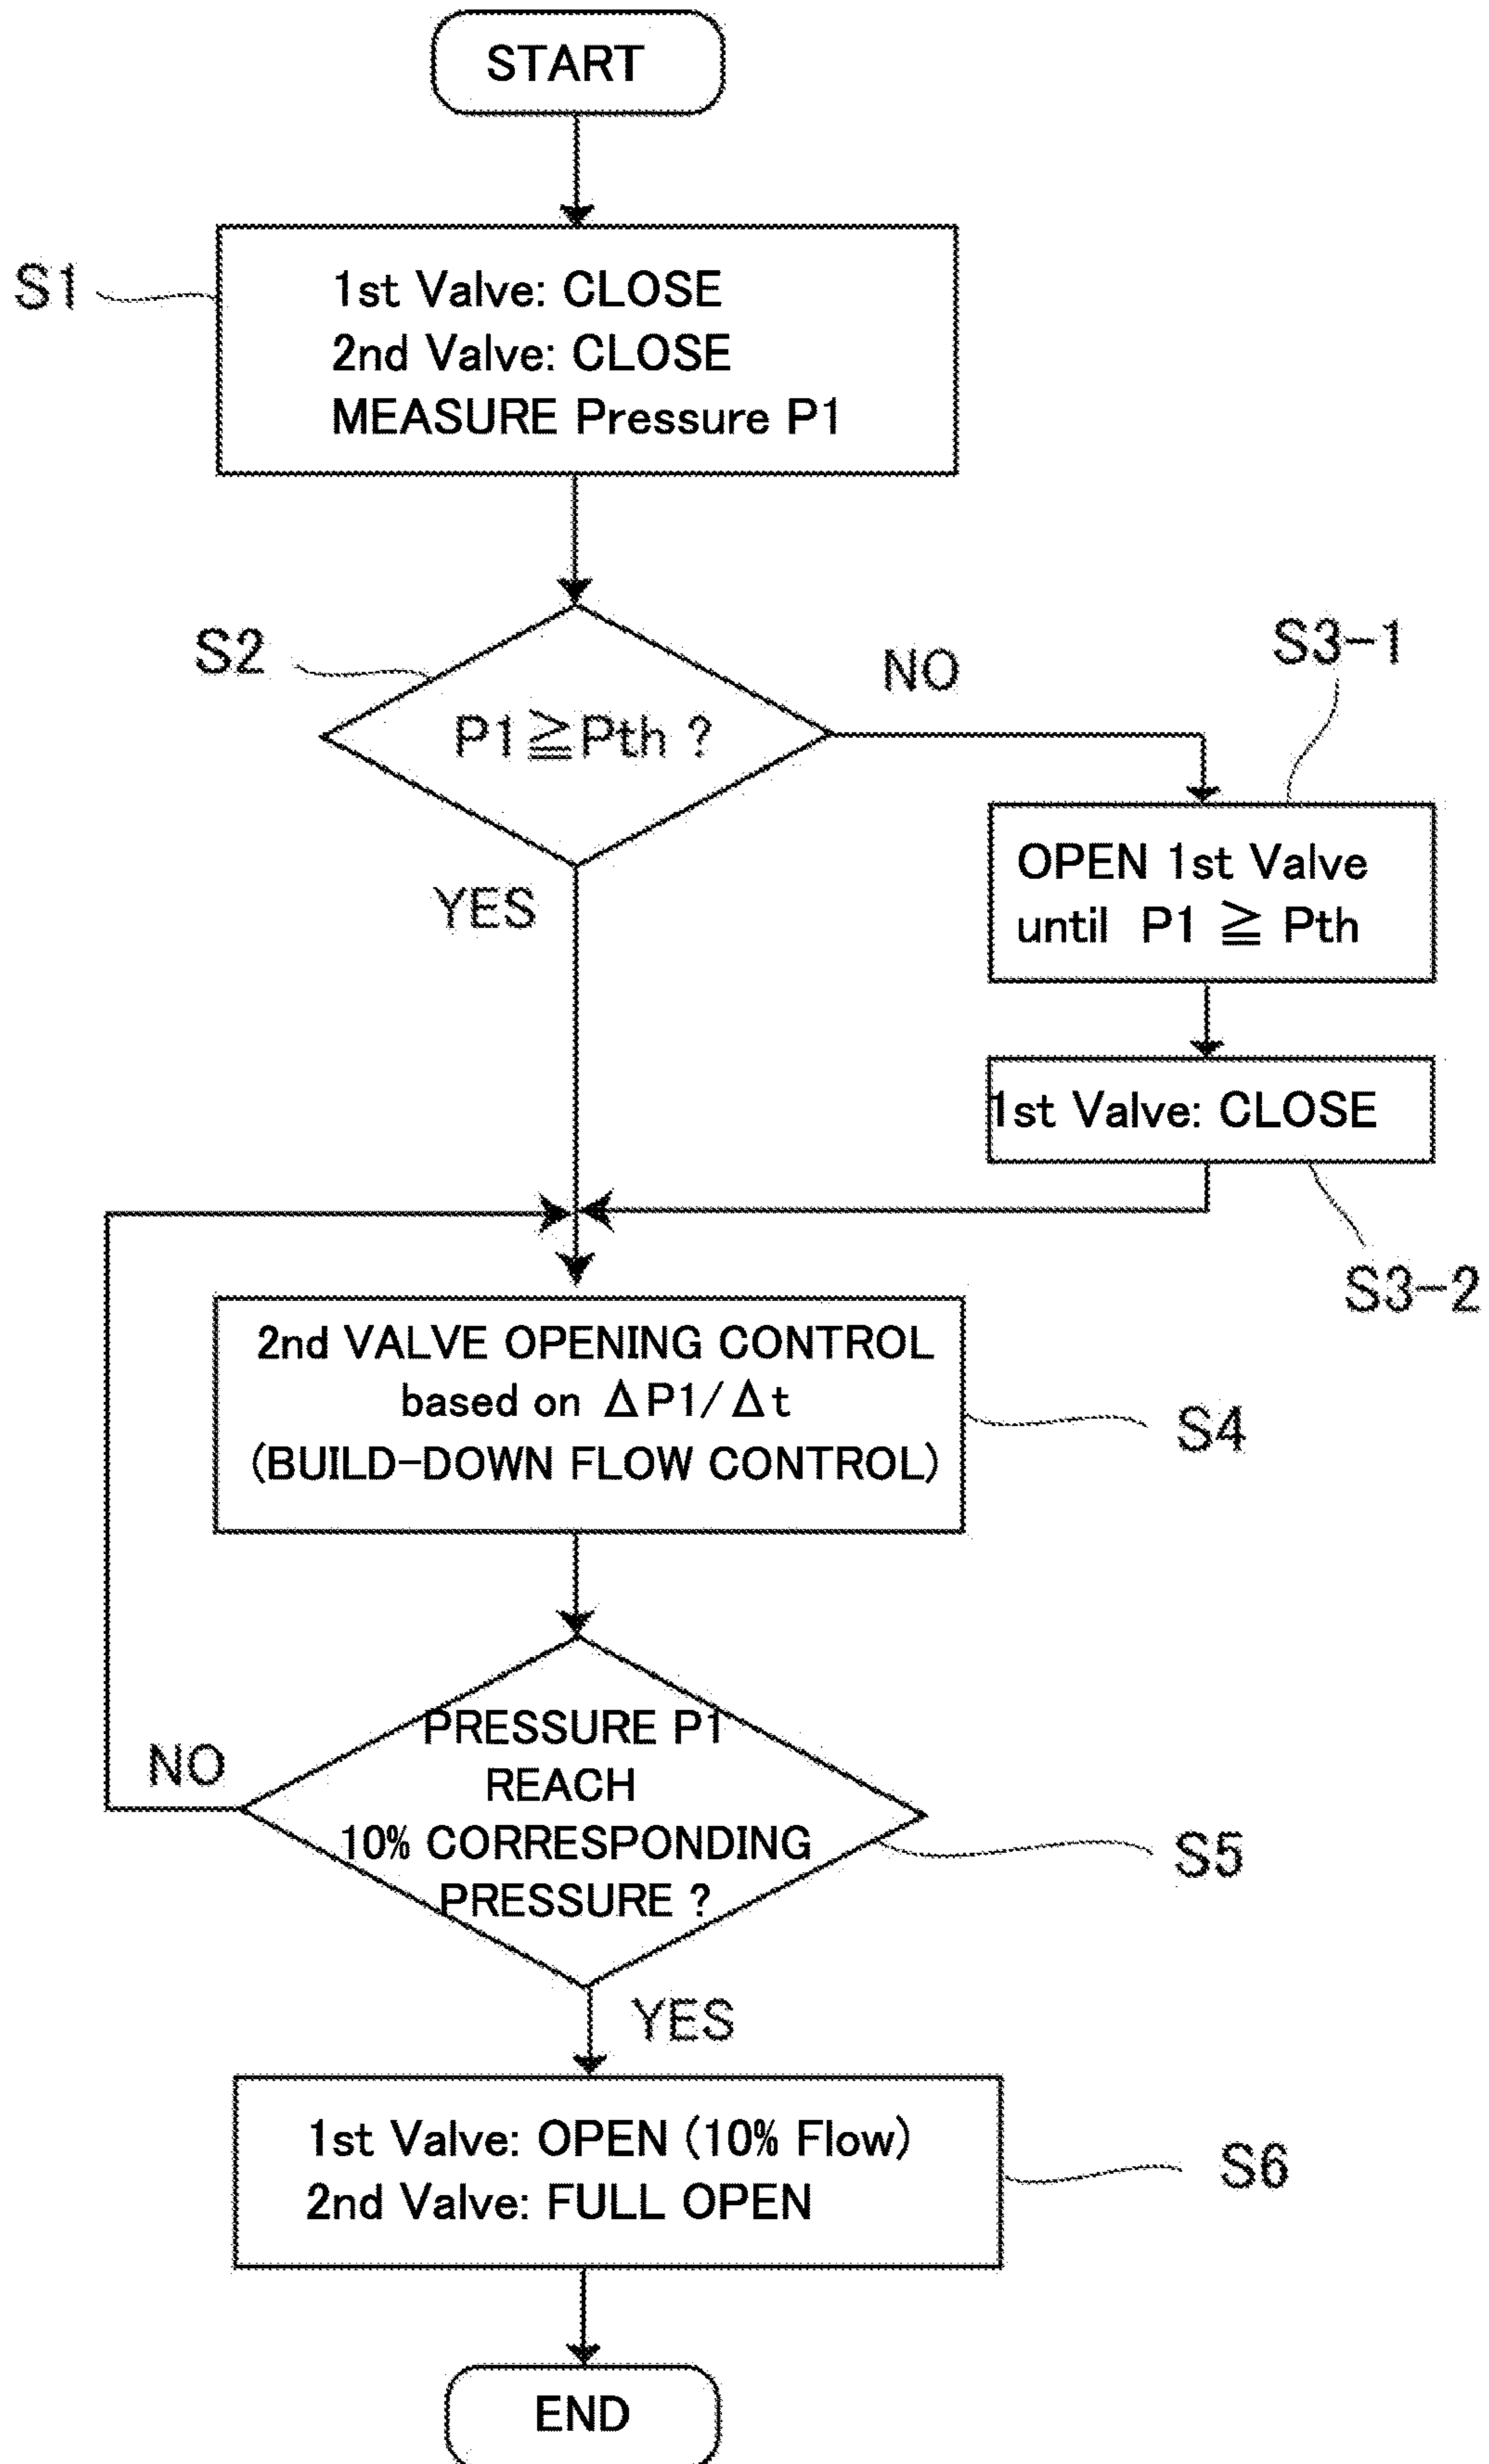 START
S1
1st Valve: CLOSE
2nd Valve: CLOSE
MEASURE Pressure P1
S2
P1≧Pth ?
NO
S3-1
YES
OPEN 1st Valve
until P1 ≧ Pth
1st Valve: CLOSE
S3-2
2nd VALVE OPENING CONTROL
based on ΔP1/Δt
(BUILD-DOWN FLOW CONTROL)
S4
PRESSURE P1
REACH
10% CORRESPONDING
PRESSURE ?
NO
S5
YES
1st Valve: OPEN (10% Flow)
2nd Valve: FULL OPEN
S6
END